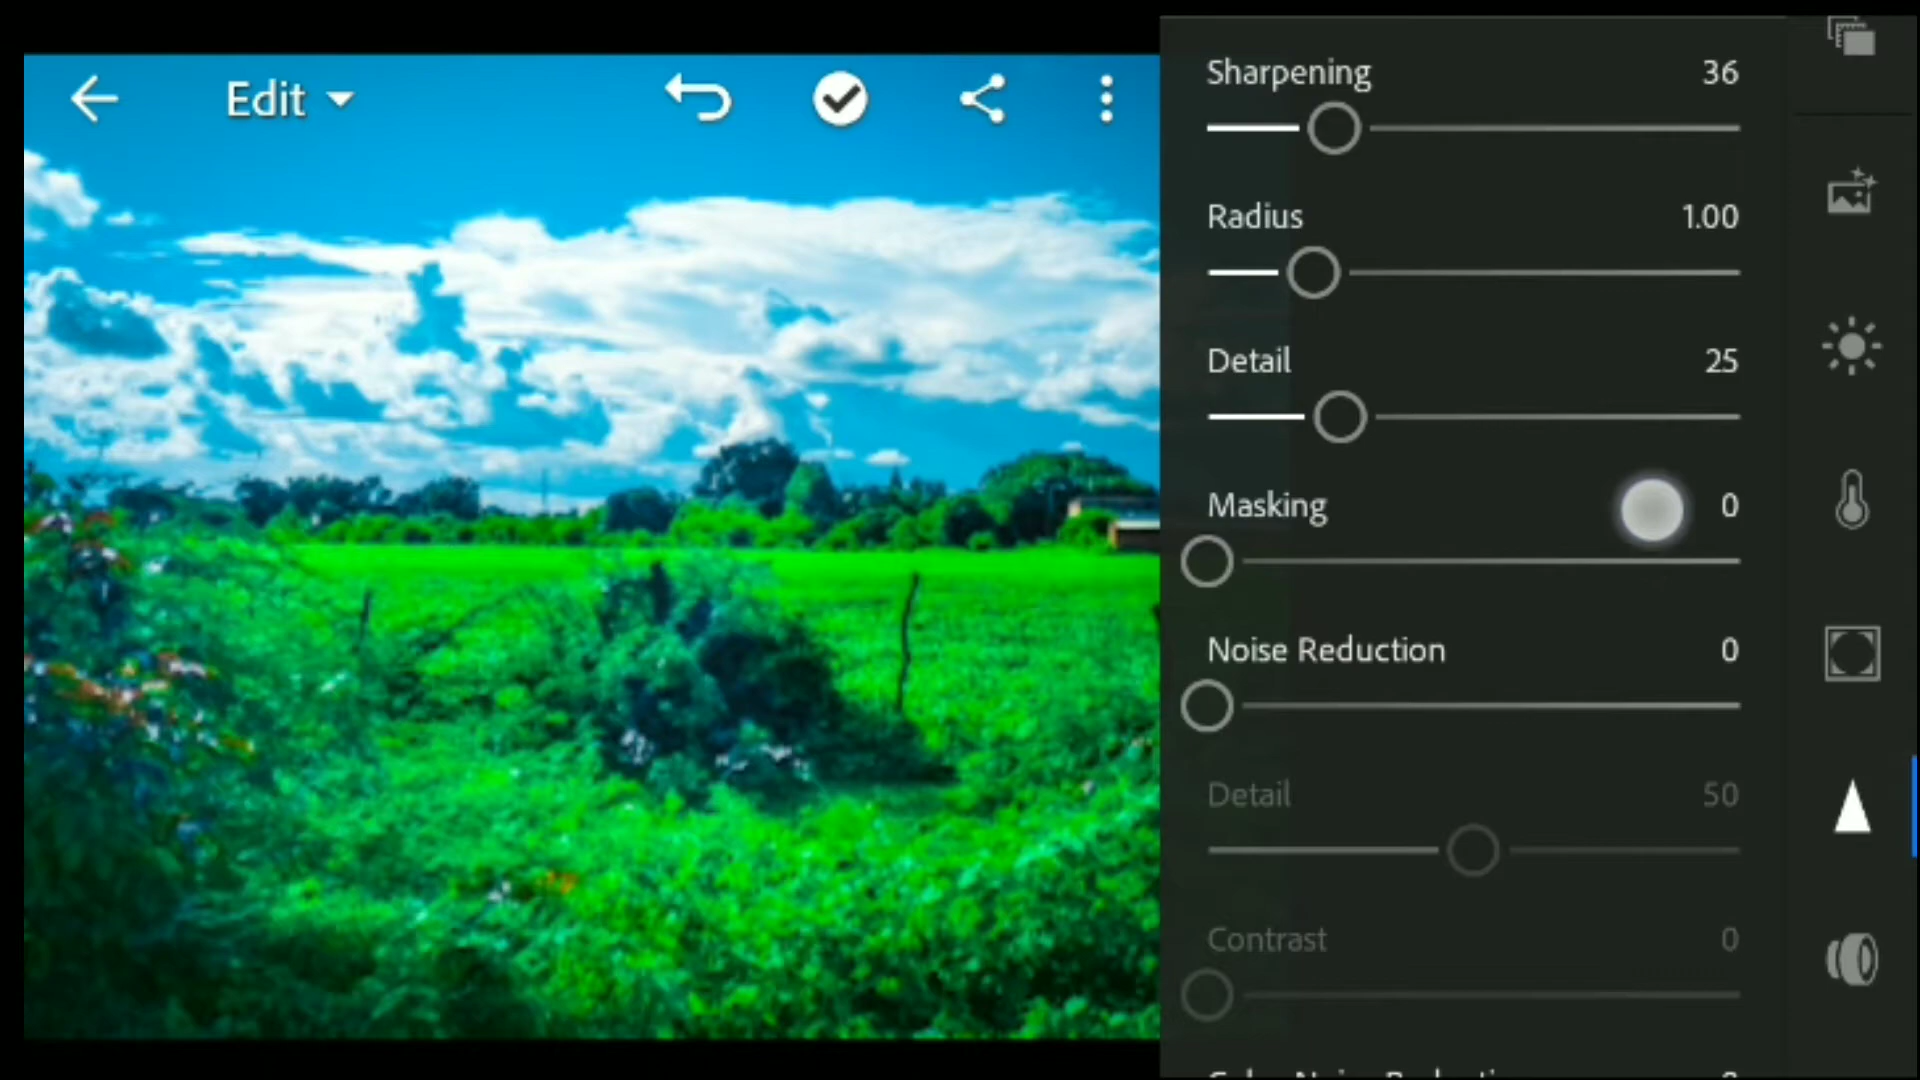 Edit
Sharpening 36
Radius 1.00
Detail 25
Masking 0
Noise Reduction 0
Detail 50
Contrast 0